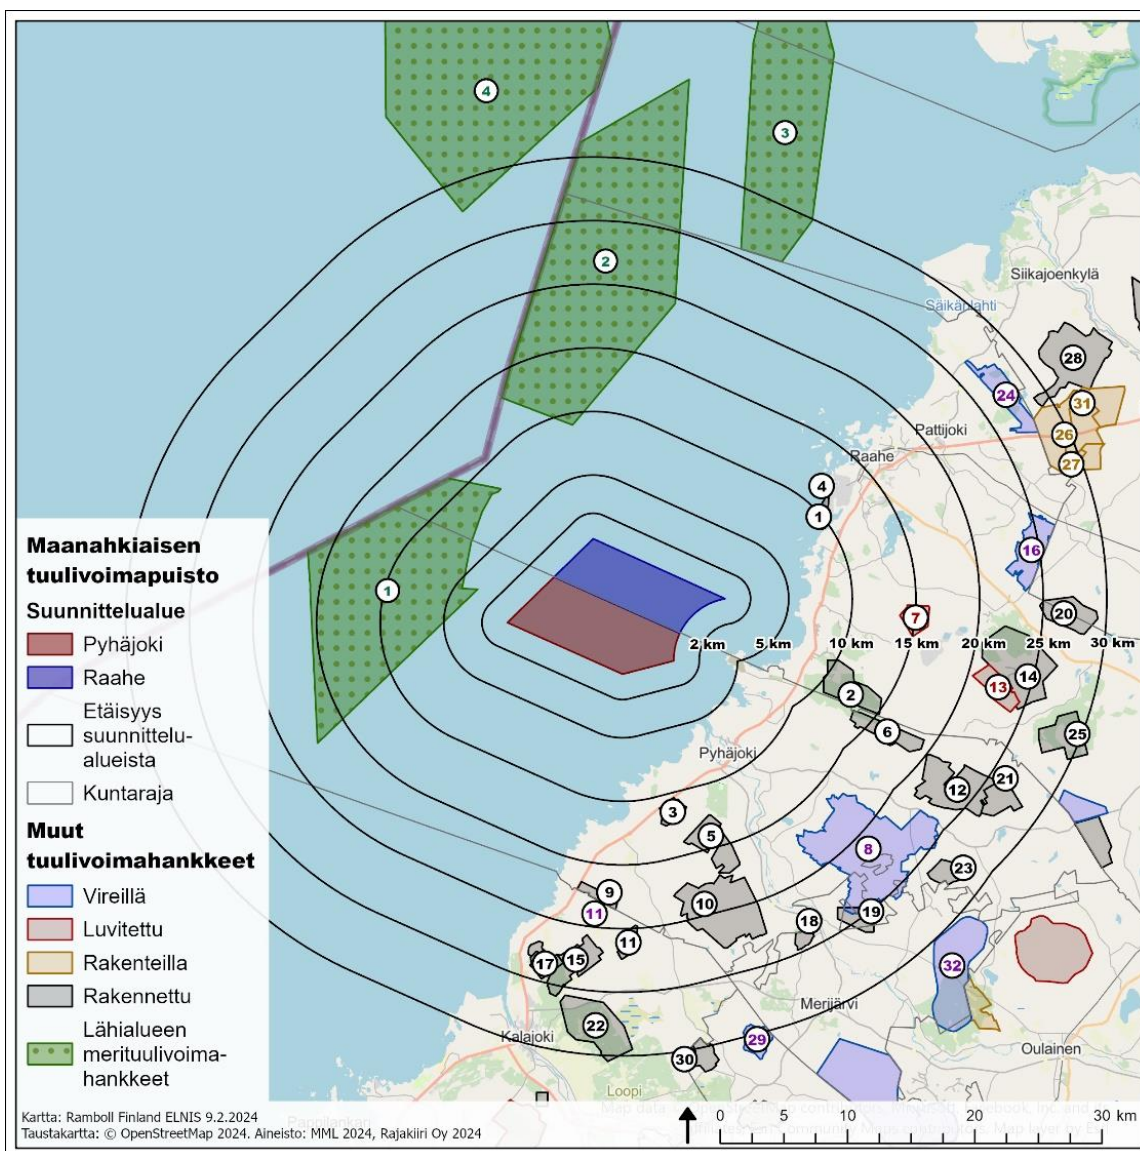 4
3
2
Siikajoenkylä
Säikänlahti
28
24
31
26
27
Pattijoki
Raahe
4
1
16
1
20
7
2 km
5 km
10 km
15 km
20 km
25 km
30 km
14
13
2
6
25
Pyhäjoki
21
12
3
5
8
23
9
11
10
19
18
11
17
15
32
Merijärvi
22
Kalajoki
29
30
Oulainen
Loopi
Maanahkiaisen
tuulivoimapuisto
Suunnittelualue
Pyhäjoki
Raahe
Etäisyys
suunnittelu-
alueista
Kuntaraja
Muut
tuulivoimahankkeet
Vireillä
Luvitettu
Rakenteilla
Rakennettu
Lähialueen
merituulivoima-
hankkeet
Kartta: Ramboll Finland ELNIS 9.2.2024
Taustakartta: © OpenStreetMap 2024. Aineisto: MML 2024, Rajakiiri Oy 2024
0 10 20 30 km